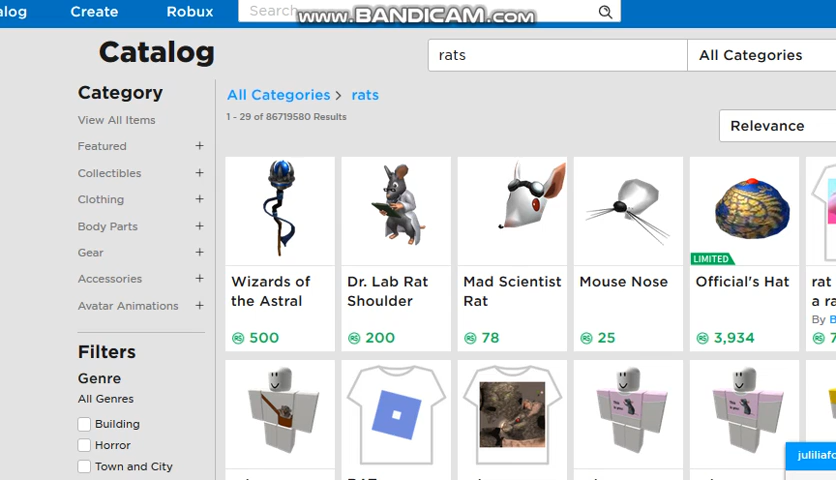 alog Create Robux Search
www.BANDICAM.com
Catalog
rats All Categories
Category
View All Items
Featured +
Collectibles +
Clothing +
Body Parts +
Gear +
Accessories +
Avatar Animations +
Filters
Genre
All Genres
Building
Horror
Town and City
All Categories > rats
1 - 29 of 86719580 Results
Relevance
Wizards of
the Astral
R$ 500
Dr. Lab Rat
Shoulder
R$ 200
Mad Scientist
Rat
R$ 78
Mouse Nose
R$ 25
LIMITED
Official's Hat
R$ 3,934
rat
a ra
By B
R$ 7
juliliafo